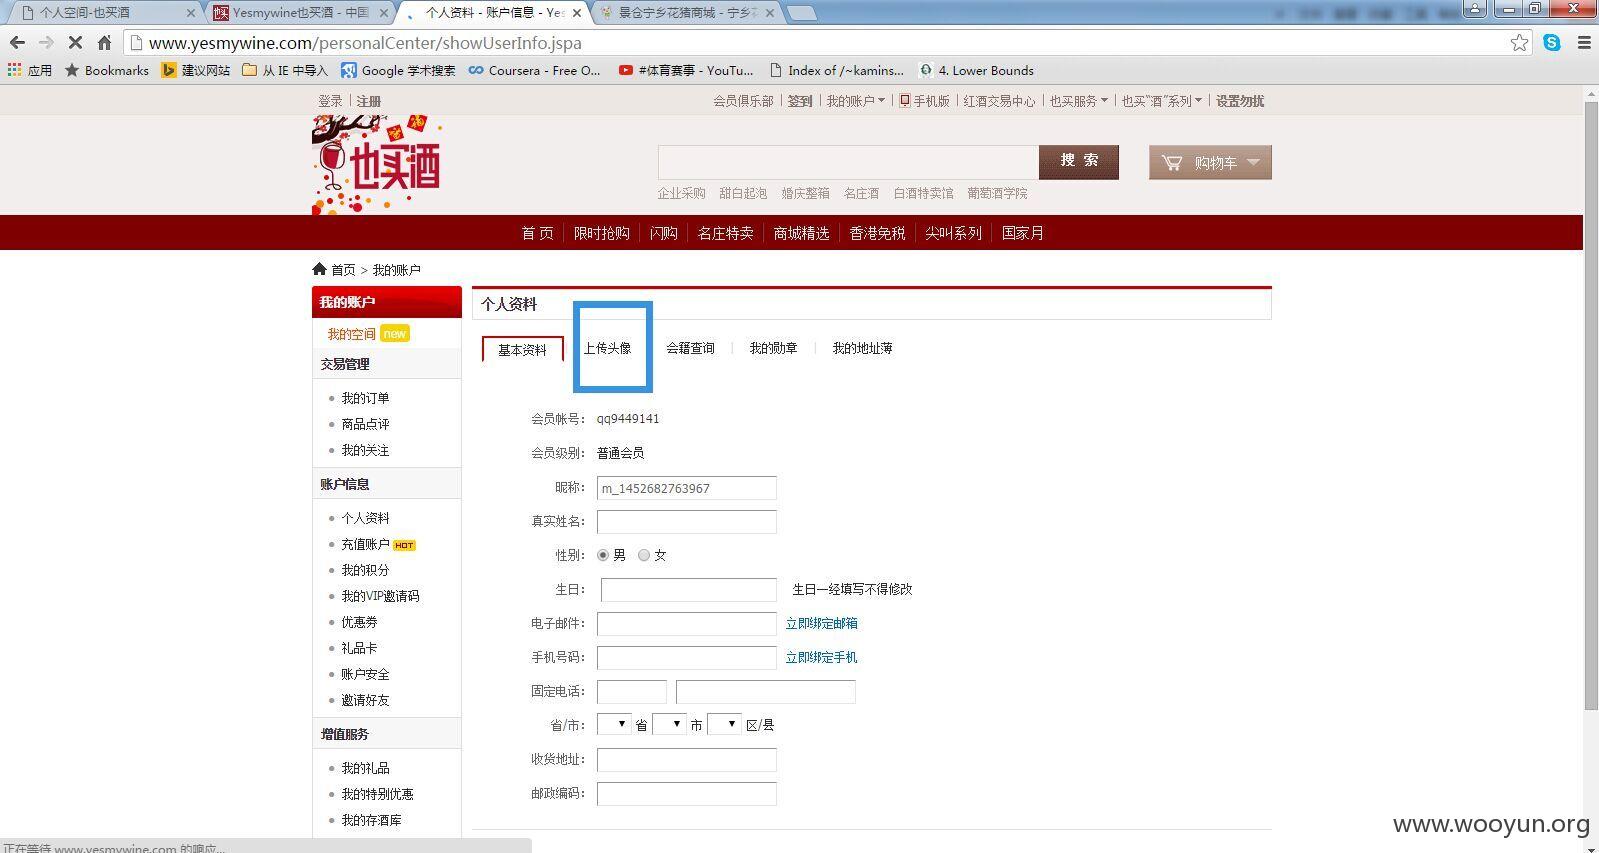 个人空间-也买酒
Yesmywine也买酒 - 中国
个人资料 - 账户信息 - Yes
景仓宁乡花猪商城 - 宁乡
www.yesmywine.com/personalCenter/showUserInfo.jspa
应用
Bookmarks
建议网站
从 IE 中导入
Google 学术搜索
Coursera - Free O...
#体育赛事 - YouTu...
Index of /~kamins...
4. Lower Bounds
登录 注册
会员俱乐部 签到 我的账户 手机版 红酒交易中心 也买服务 也买"酒"系列 设置勿扰
也买酒
搜 索
购物车
企业采购 甜白起泡 婚庆整箱 名庄酒 白酒特卖馆 葡萄酒学院
首 页 限时抢购 闪购 名庄特卖 商城精选 香港免税 尖叫系列 国家月
首页 > 我的账户
我的账户
我的空间 new
交易管理
我的订单
商品点评
我的关注
账户信息
个人资料
充值账户 HOT
我的积分
我的VIP邀请码
优惠券
礼品卡
账户安全
邀请好友
增值服务
我的礼品
我的特别优惠
我的存酒库
个人资料
基本资料 上传头像 会籍查询 我的勋章 我的地址薄
会员帐号： qq9449141
会员级别： 普通会员
昵称： m_1452682763967
真实姓名：
性别： 男 女
生日： 生日一经填写不得修改
电子邮件： 立即绑定邮箱
手机号码： 立即绑定手机
固定电话：
省/市： 省 市 区/县
收货地址：
邮政编码：
www.wooyun.org
正在等待 www.yesmywine.com 的响应...